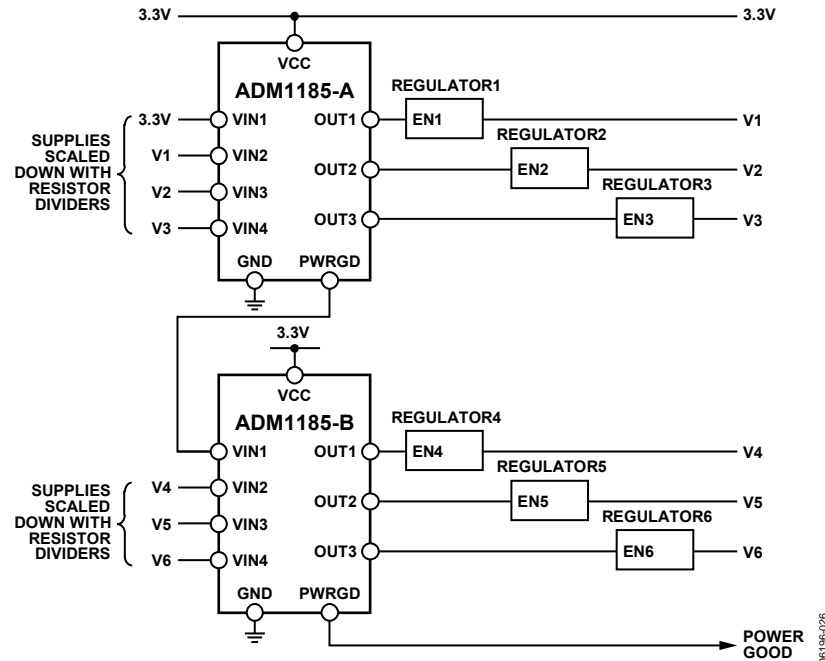 3.3V
3.3V
VCC
ADM1185-A
REGULATOR1
3.3V
VIN1
OUT1
EN1
V1
SUPPLIES
SCALED
DOWN WITH
RESISTOR
DIVIDERS
V1
VIN2
REGULATOR2
OUT2
EN2
V2
V2
VIN3
REGULATOR3
OUT3
EN3
V3
V3
VIN4
GND
PWRGD
3.3V
VCC
ADM1185-B
REGULATOR4
VIN1
OUT1
EN4
V4
SUPPLIES
SCALED
DOWN WITH
RESISTOR
DIVIDERS
V4
VIN2
REGULATOR5
OUT2
EN5
V5
V5
VIN3
REGULATOR6
OUT3
EN6
V6
V6
VIN4
GND
PWRGD
POWER
GOOD
06196-026